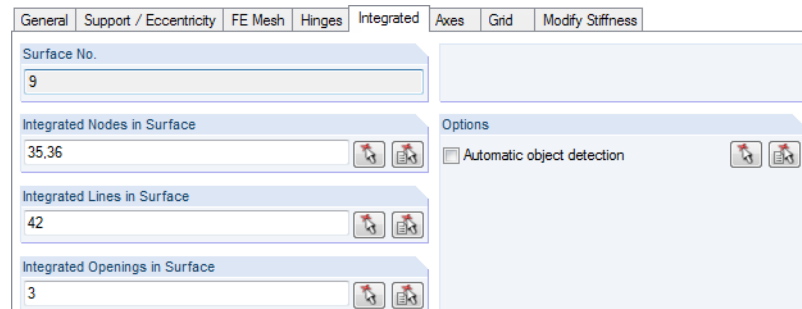 General Support / Eccentricity FE Mesh Hinges Integrated Axes Grid Modify Stiffness
Surface No.
9
Integrated Nodes in Surface
35,36
Options
Automatic object detection
Integrated Lines in Surface
42
Integrated Openings in Surface
3